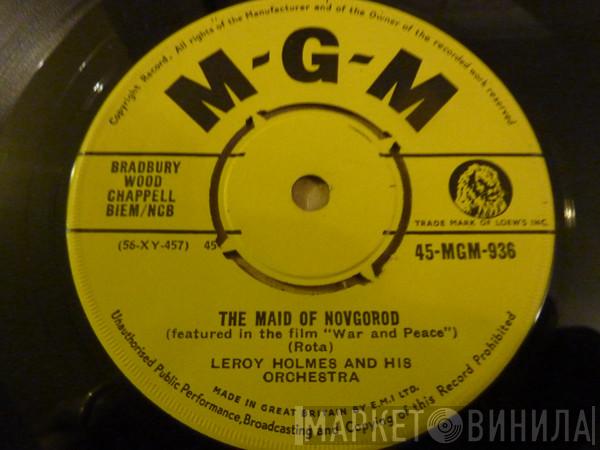 Copyright Record. All rights of the Manufacturer and of the Owner of the recorded work reserved
M-G-M
BRADBURY
WOOD
CHAPPELL
BIEM/NCB
TRADE MARK OF LOEW'S INC.
(56-XY-457) 45
45-MGM-936
THE MAID OF NOVGOROD
(featured in the film "War and Peace")
(Rota)
LEROY HOLMES AND HIS
ORCHESTRA
MADE IN GREAT BRITAIN BY E.M.I LTD.
Unauthorised Public Performance, Broadcasting and Copying of this Record Prohibited
МАРКЕТ ВИНИЛА